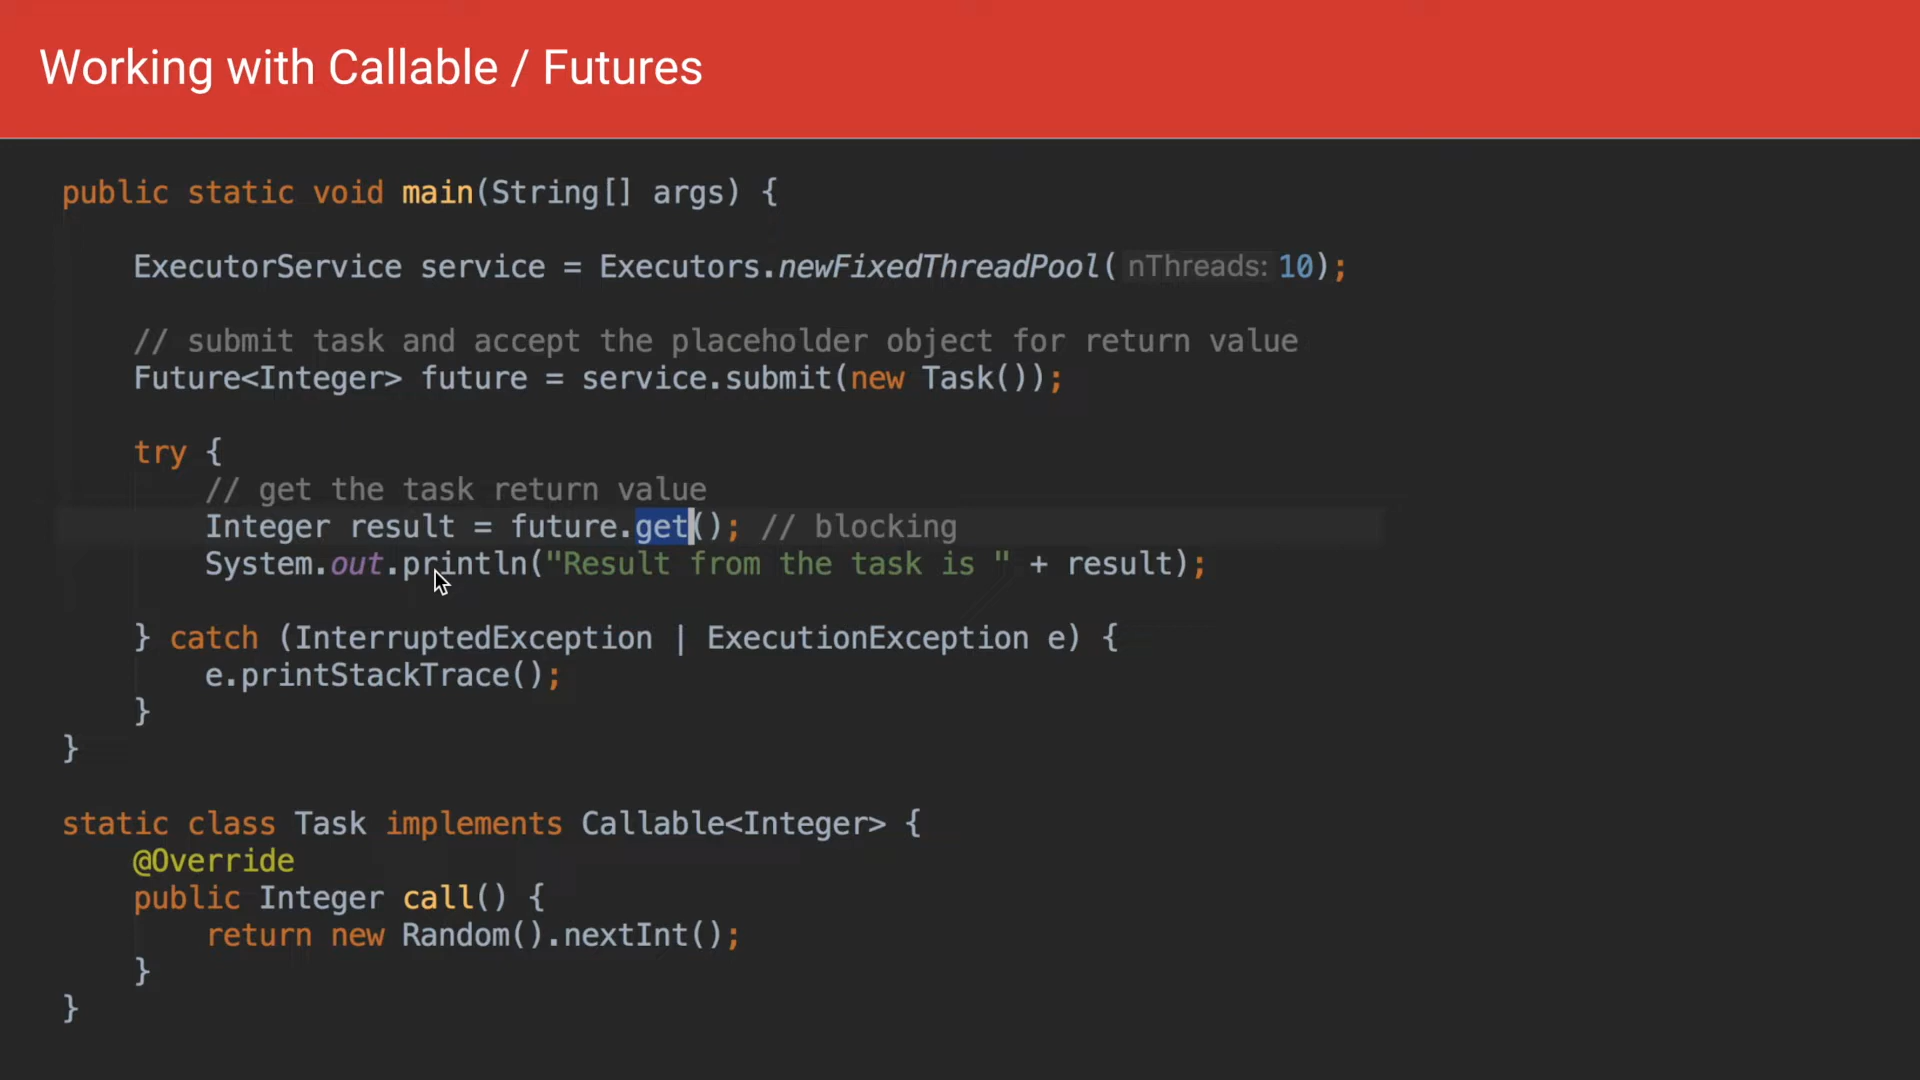 Working with Callable / Futures
public static void main(String[] args) {
ExecutorService service = Executors.newFixedThreadPool( nThreads: 10);
// submit task and accept the placeholder object for return value
Future<Integer> future = service.submit(new Task());
try {
// get the task return value
Integer result = future.get(); // blocking
System.out.println("Result from the task is " + result);
} catch (InterruptedException | ExecutionException e) {
e.printStackTrace();
}
}
static class Task implements Callable<Integer> {
@Override
public Integer call() {
return new Random().nextInt();
}
}